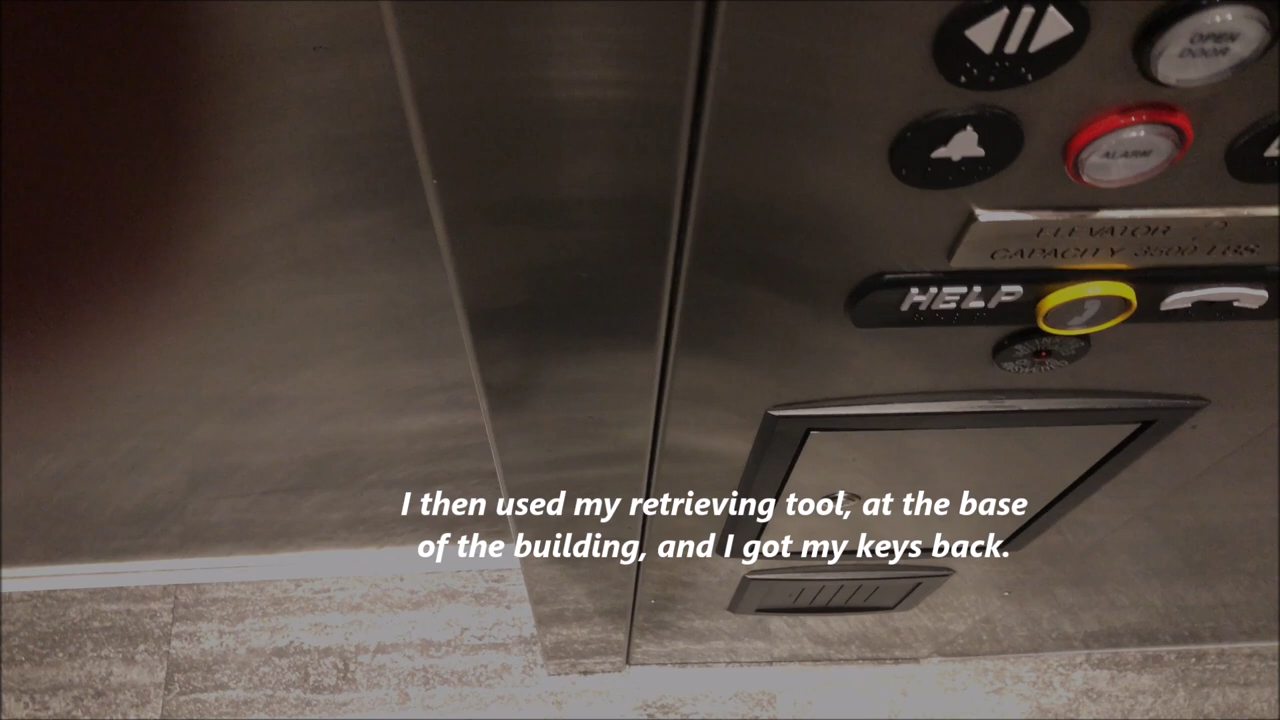 OPEN
DOOR
ALARM
ELEVATOR
CAPACITY 3500 LBS
HELP
I then used my retrieving tool, at the base
of the building, and I got my keys back.